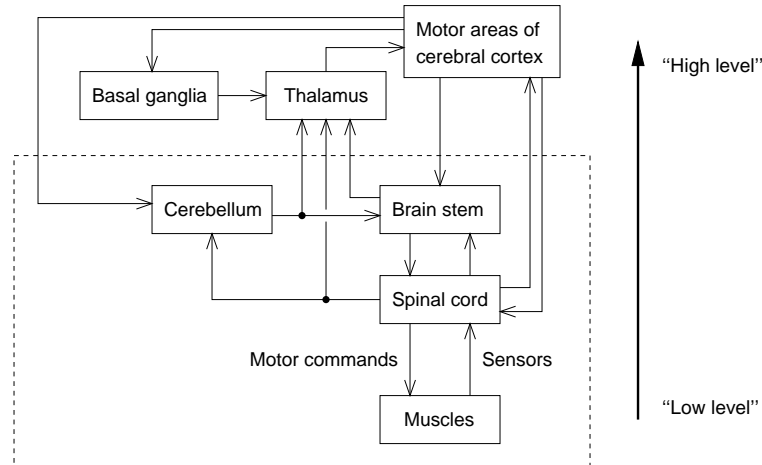 Motor areas of
cerebral cortex
“High level”
Basal ganglia
Thalamus
Cerebellum
Brain stem
Spinal cord
Motor commands
Sensors
Muscles
“Low level”